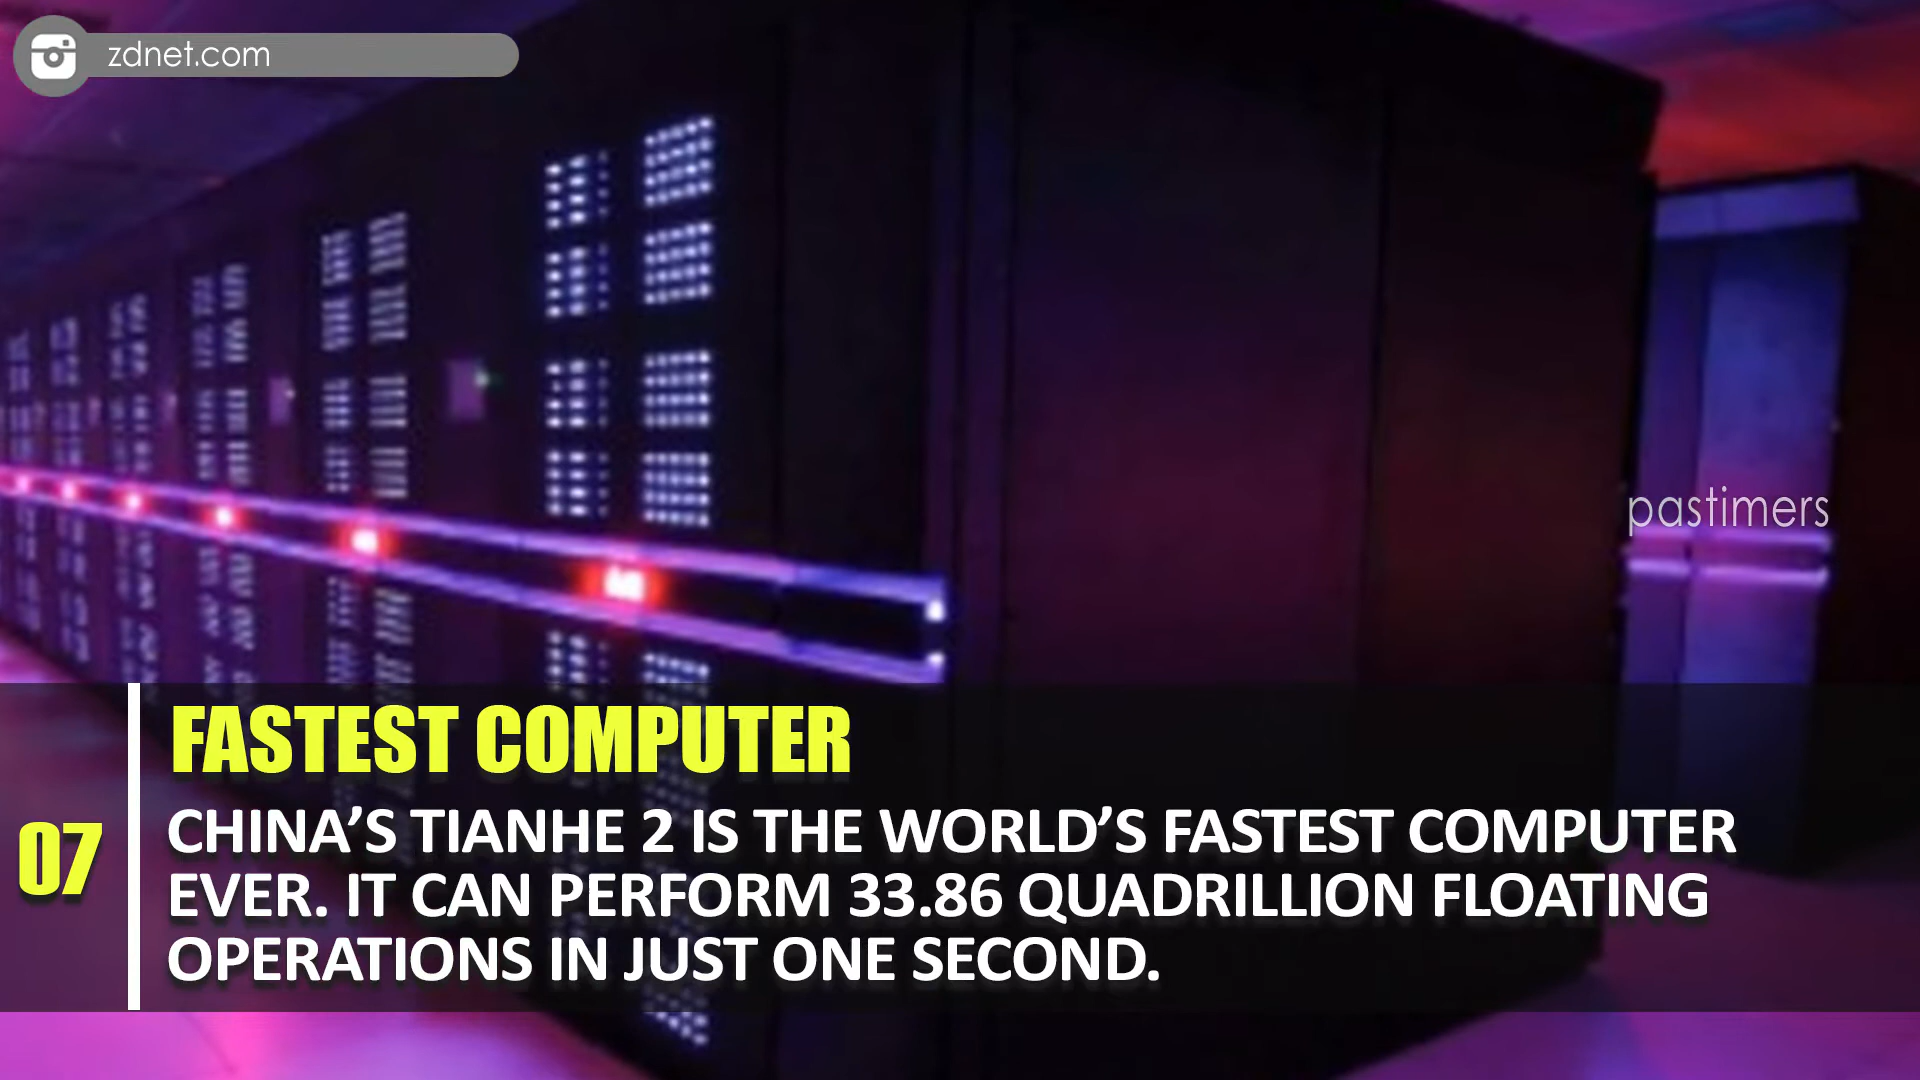 zdnet.com
pastimers
FASTEST COMPUTER
07
CHINA’S TIANHE 2 IS THE WORLD’S FASTEST COMPUTER
EVER. IT CAN PERFORM 33.86 QUADRILLION FLOATING
OPERATIONS IN JUST ONE SECOND.